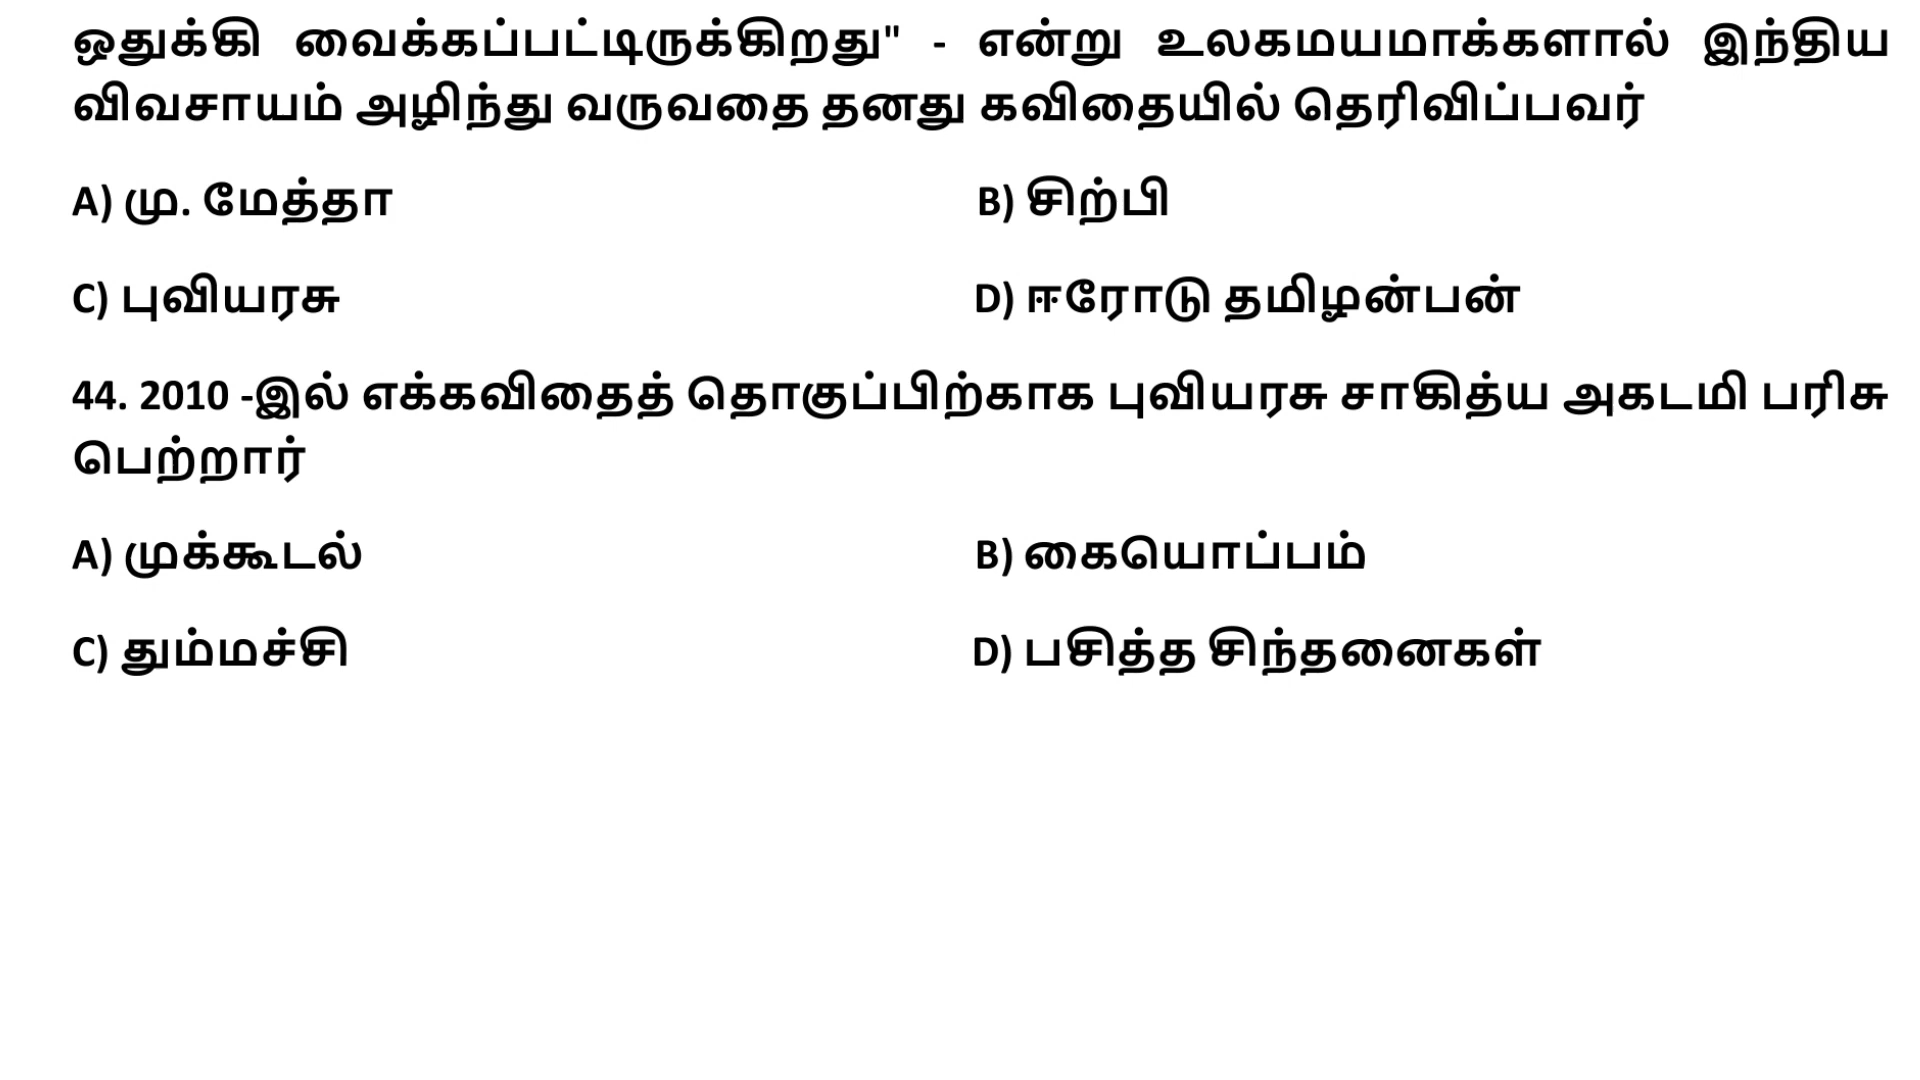 ஒதுக்கி வைக்கப்பட்டிருக்கிறது" - என்று உலகமயமாக்களால் இந்திய
விவசாயம் அழிந்து வருவதை தனது கவிதையில் தெரிவிப்பவர்
A) மு. மேத்தா B) சிற்பி
C) புவியரசு D) ஈரோடு தமிழன்பன்
44. 2010 -இல் எக்கவிதைத் தொகுப்பிற்காக புவியரசு சாகித்ய அகடமி பரிசு
பெற்றார்
A) முக்கூடல் B) கையொப்பம்
C) தும்மச்சி D) பசித்த சிந்தனைகள்